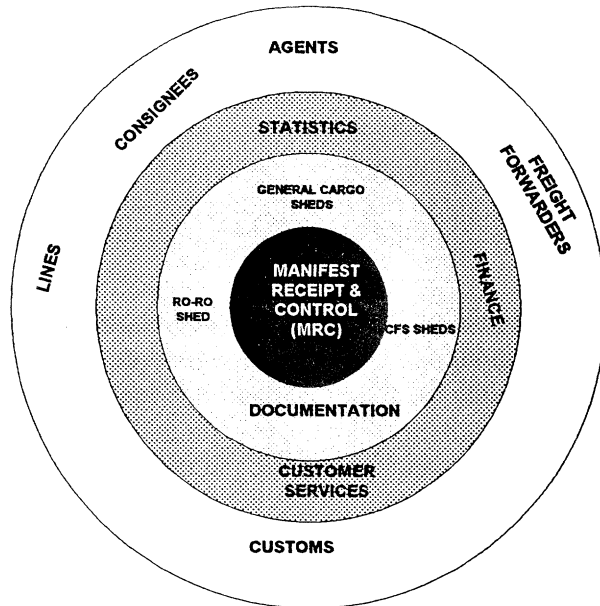 AGENTS
CONSIGNEES
FREIGHT
FORWARDERS
LINES
STATISTICS
FINANCE
GENERAL CARGO
SHEDS
MANIFEST
RECEIPT &
CONTROL
(MRC)
RO-RO
SHED
CFS SHEDS
DOCUMENTATION
CUSTOMER
SERVICES
CUSTOMS